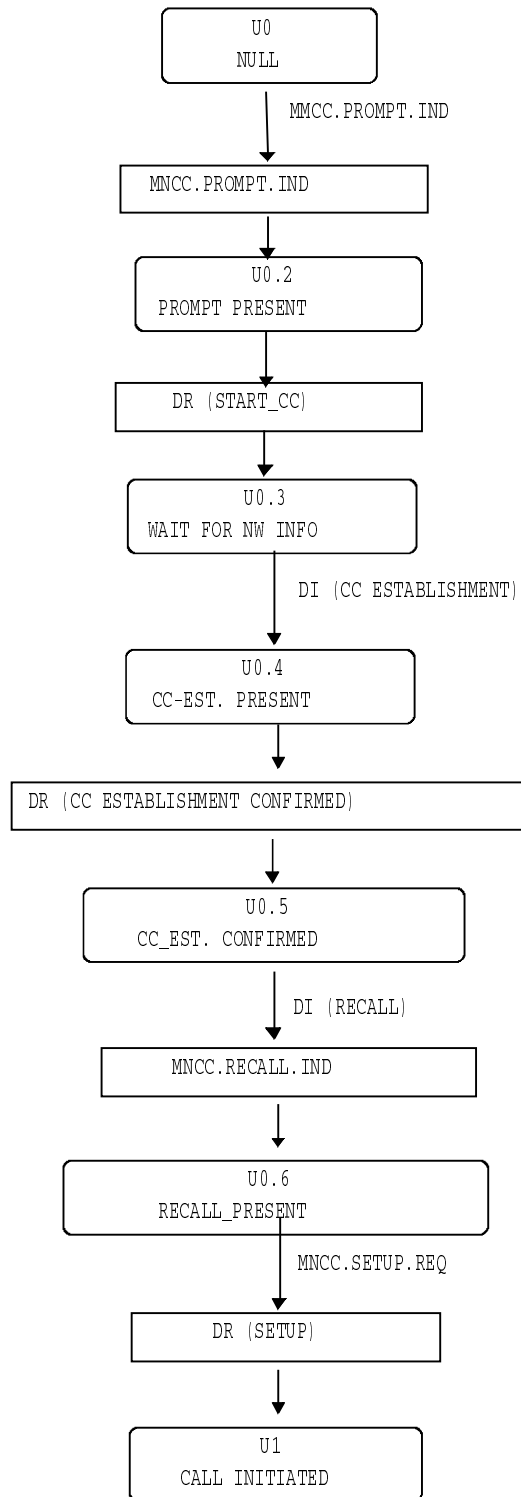 U0
NULL
MMCC.PROMPT.IND
MNCC.PROMPT.IND
U0.2
PROMPT PRESENT
DR (START_CC)
U0.3
WAIT FOR NW INFO
DI (CC ESTABLISHMENT)
U0.4
CC-EST. PRESENT
DR (CC ESTABLISHMENT CONFIRMED)
U0.5
CC_EST. CONFIRMED
DI (RECALL)
MNCC.RECALL.IND
U0.6
RECALL_PRESENT
MNCC.SETUP.REQ
DR (SETUP)
U1
CALL INITIATED